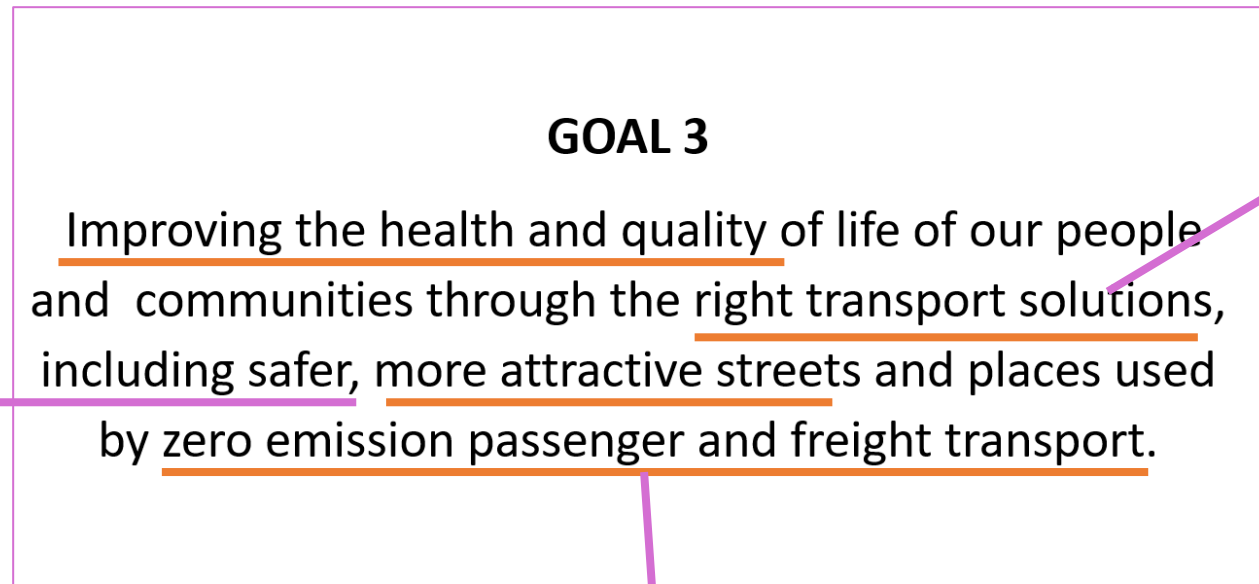 GOAL 3
Improving the health and quality of life of our people
and communities through the right transport solutions,
including safer, more attractive streets and places used
by zero emission passenger and freight transport.